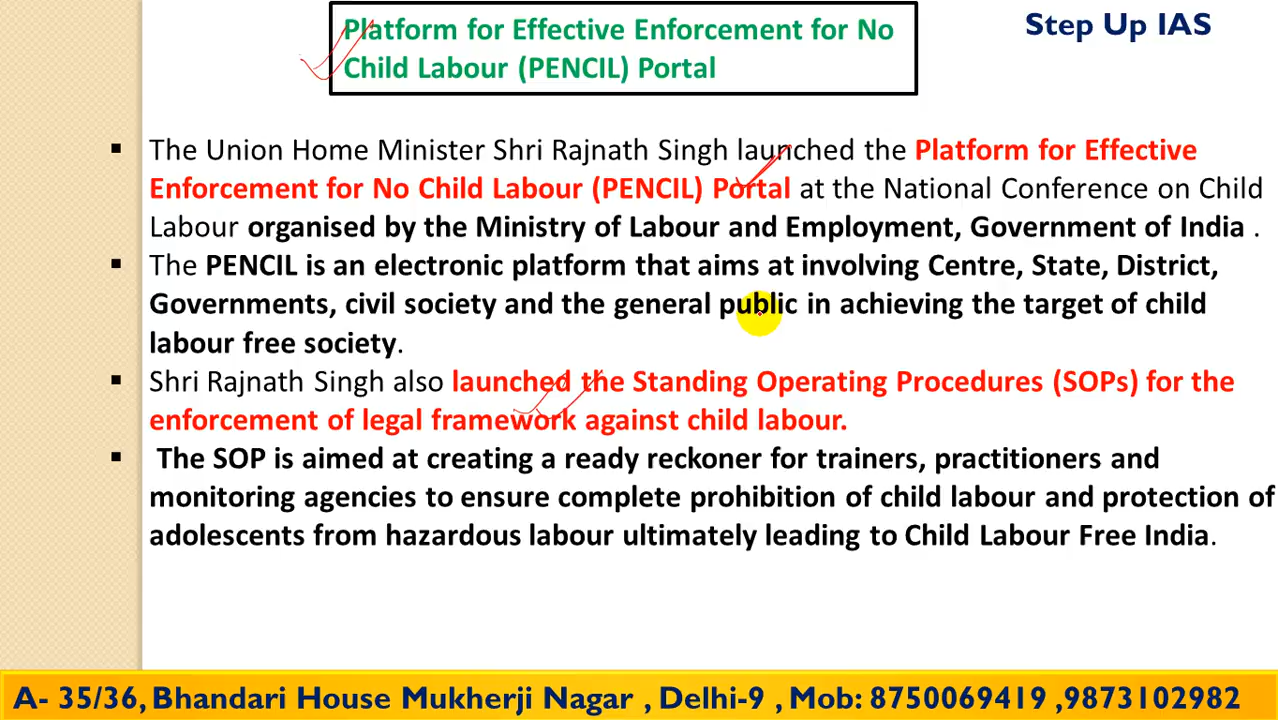 Platform for Effective Enforcement for No
Child Labour (PENCIL) Portal
Step Up IAS
▪ The Union Home Minister Shri Rajnath Singh launched the Platform for Effective
Enforcement for No Child Labour (PENCIL) Portal at the National Conference on Child
Labour organised by the Ministry of Labour and Employment, Government of India .
▪ The PENCIL is an electronic platform that aims at involving Centre, State, District,
Governments, civil society and the general public in achieving the target of child
labour free society.
▪ Shri Rajnath Singh also launched the Standing Operating Procedures (SOPs) for the
enforcement of legal framework against child labour.
▪ The SOP is aimed at creating a ready reckoner for trainers, practitioners and
monitoring agencies to ensure complete prohibition of child labour and protection of
adolescents from hazardous labour ultimately leading to Child Labour Free India.
A- 35/36, Bhandari House Mukherji Nagar , Delhi-9 , Mob: 8750069419 ,9873102982